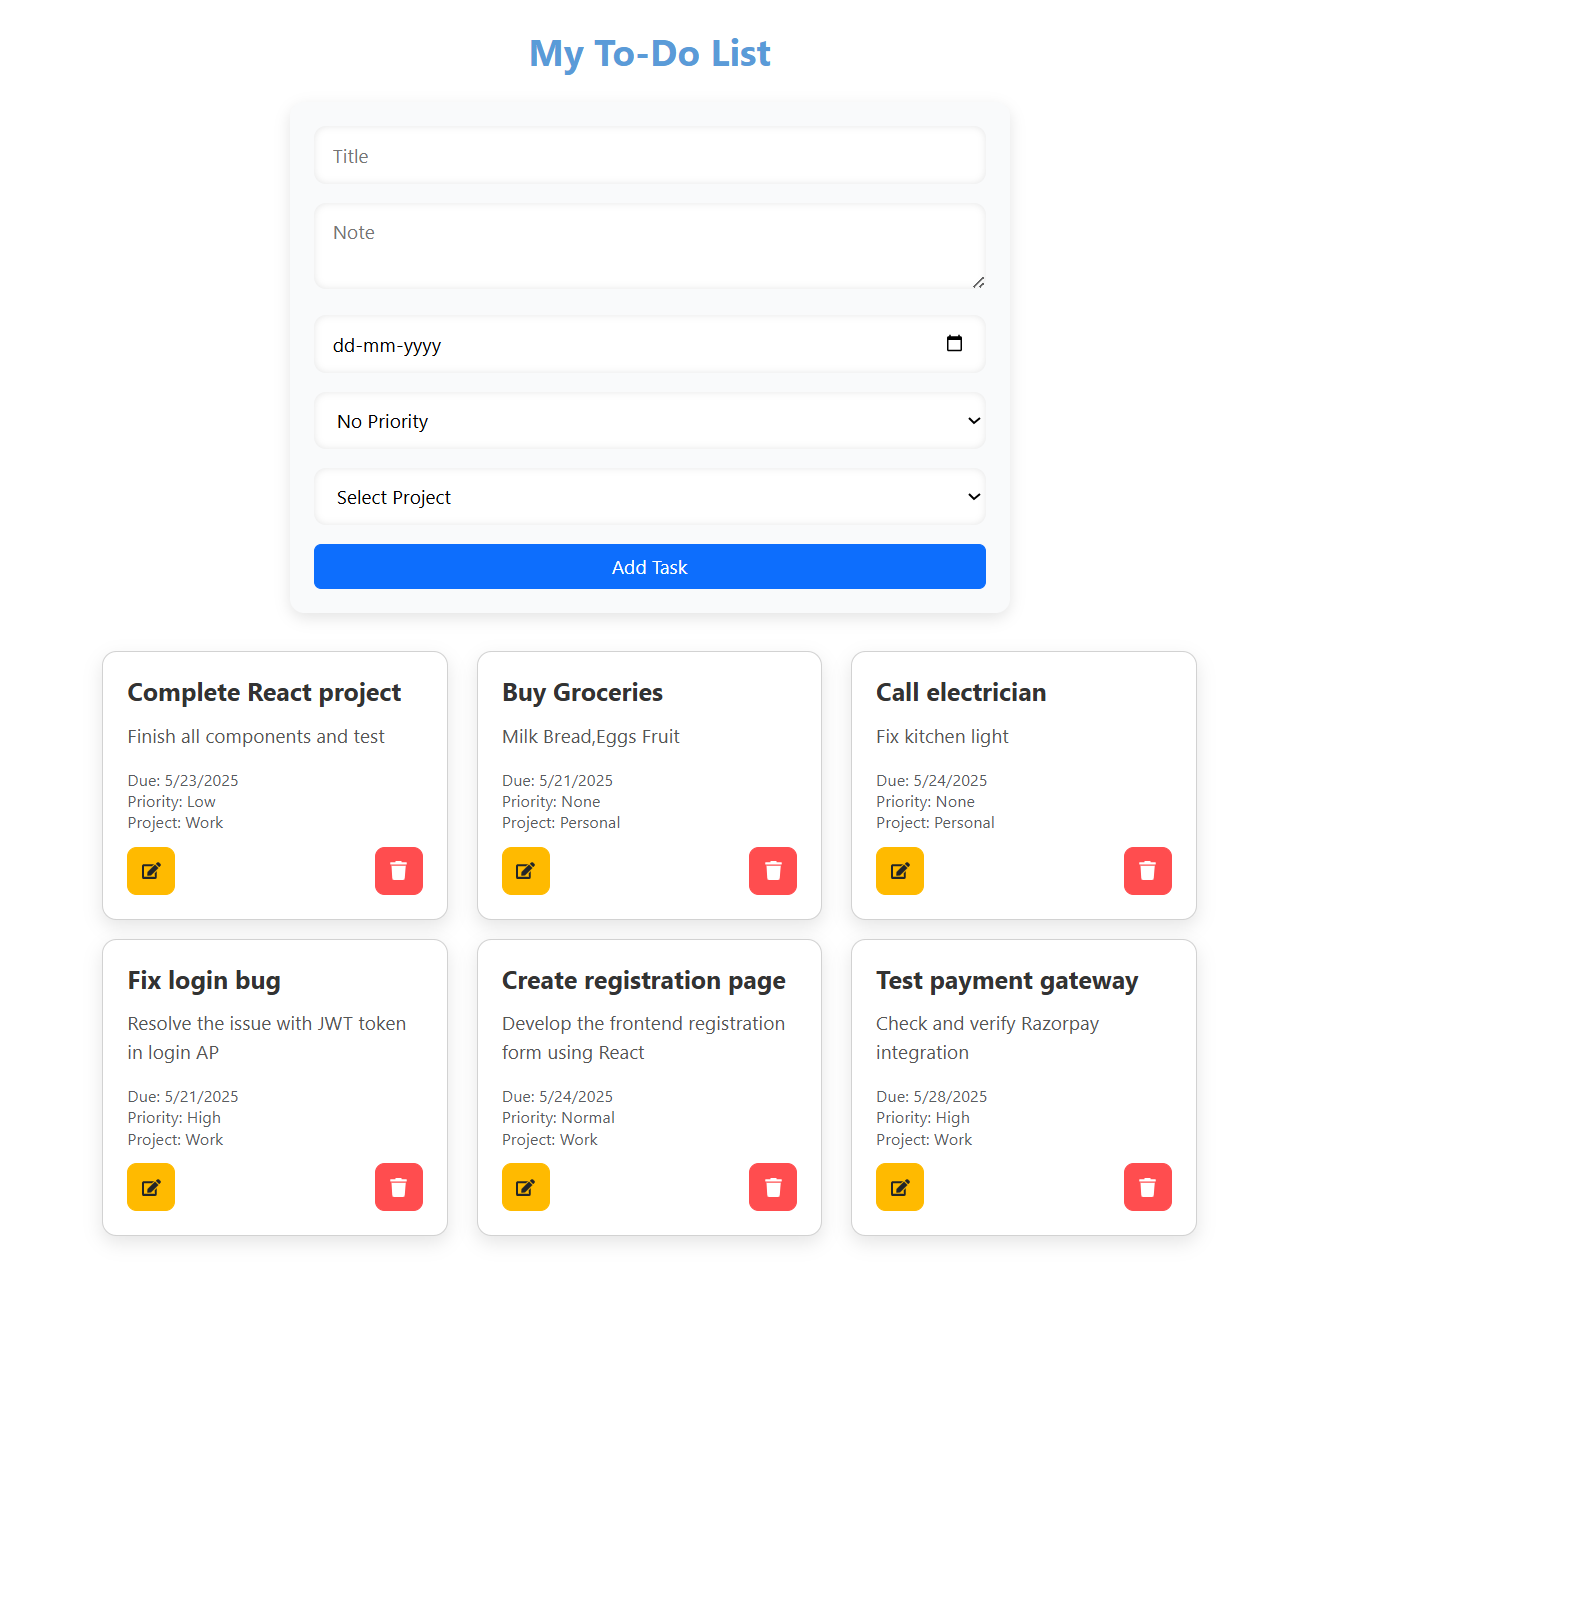 My To-Do List
Title
Note
dd-mm-yyyy
No Priority
Select Project
Add Task
Complete React project
Finish all components and test
Due: 5/23/2025
Priority: Low
Project: Work
Buy Groceries
Milk Bread,Eggs Fruit
Due: 5/21/2025
Priority: None
Project: Personal
Call electrician
Fix kitchen light
Due: 5/24/2025
Priority: None
Project: Personal
Fix login bug
Resolve the issue with JWT token
in login AP
Due: 5/21/2025
Priority: High
Project: Work
Create registration page
Develop the frontend registration
form using React
Due: 5/24/2025
Priority: Normal
Project: Work
Test payment gateway
Check and verify Razorpay
integration
Due: 5/28/2025
Priority: High
Project: Work